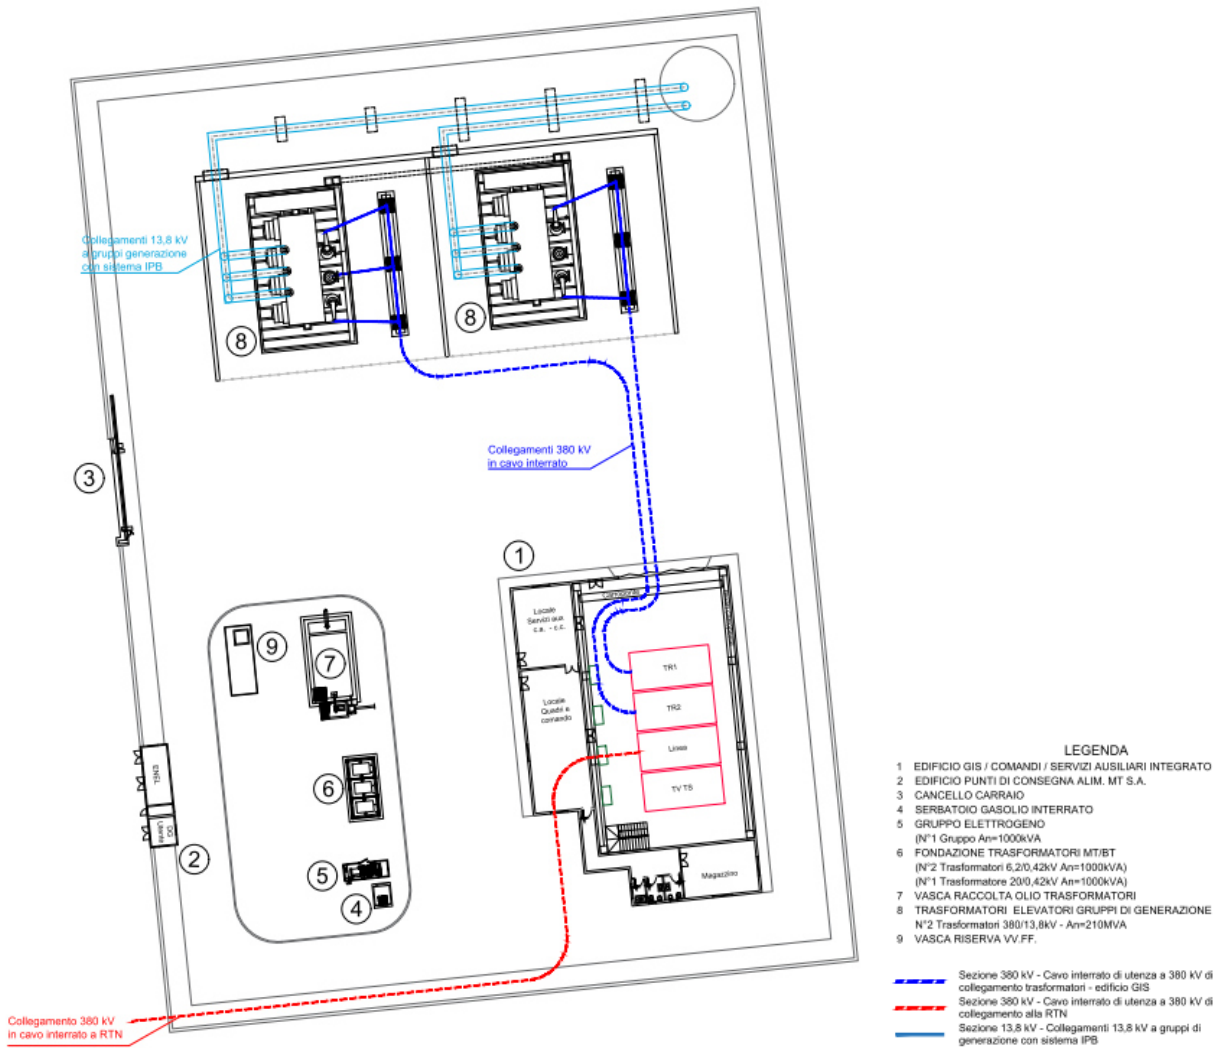 Collegamenti 13,8 kV
a gruppi generazione
con sistema IPB
8
8
3
Collegamenti 380 kV
in cavo interrato
1
Locale
Servizi aux
c.a. - c.c.
Locale
Quadri e
comando
TR1
TR2
Linea
TV TS
Magazzino
9
7
6
5
4
ENEL
QG
Utente
2
Collegamento 380 kV
in cavo interrato a RTN
LEGENDA
1 EDIFICIO GIS / COMANDI / SERVIZI AUSILIARI INTEGRATO
2 EDIFICIO PUNTI DI CONSEGNA ALIM. MT S.A.
3 CANCELLO CARRAIO
4 SERBATOIO GASOLIO INTERRATO
5 GRUPPO ELETTROGENO
(N°1 Gruppo An=1000kVA
6 FONDAZIONE TRASFORMATORI MT/BT
(N°2 Trasformatori 6,2/0,42kV An=1000kVA)
(N°1 Trasformatore 20/0,42kV An=1000kVA)
7 VASCA RACCOLTA OLIO TRASFORMATORI
8 TRASFORMATORI ELEVATORI GRUPPI DI GENERAZIONE
N°2 Trasformatori 380/13,8kV - An=210MVA
9 VASCA RISERVA VV.FF.
Sezione 380 kV - Cavo interrato di utenza a 380 kV di
collegamento trasformatori - edificio GIS
Sezione 380 kV - Cavo interrato di utenza a 380 kV di
collegamento alla RTN
Sezione 13,8 kV - Collegamenti 13,8 kV a gruppi di
generazione con sistema IPB